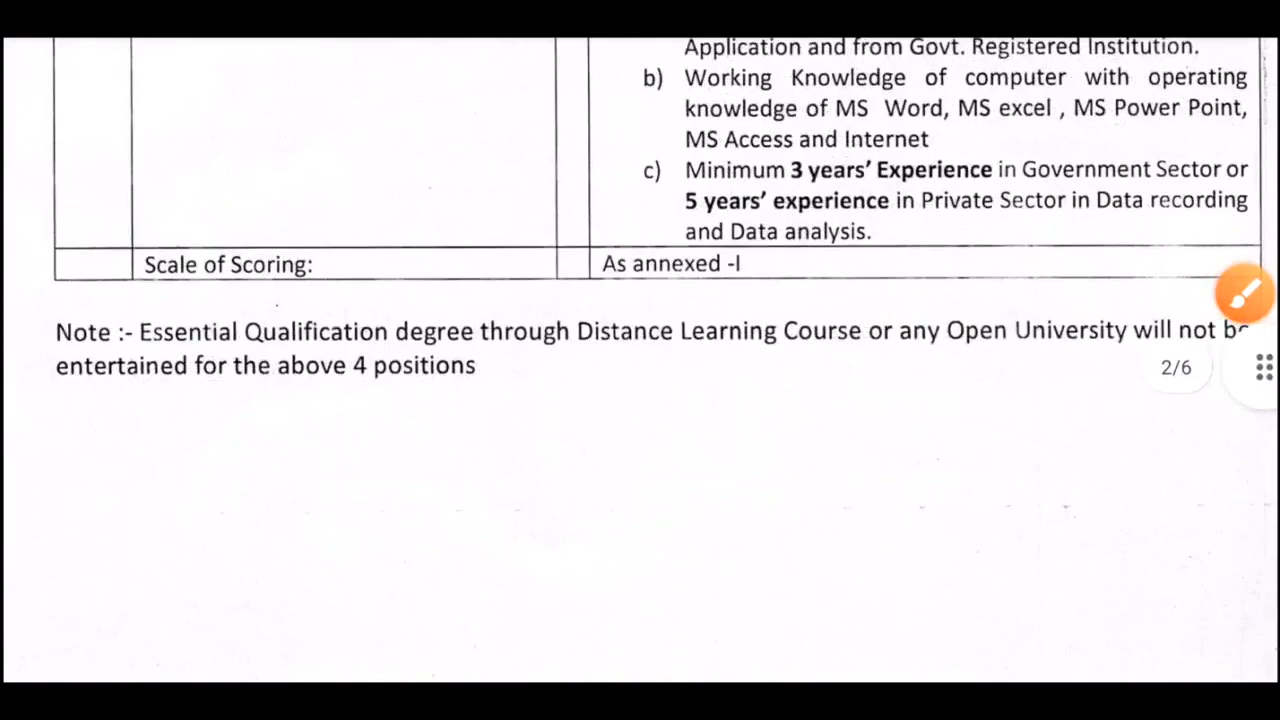 Application and from Govt. Registered Institution.
b) Working Knowledge of computer with operating
knowledge of MS Word, MS excel , MS Power Point,
MS Access and Internet
c) Minimum 3 years' Experience in Government Sector or
5 years' experience in Private Sector in Data recording
and Data analysis.
Scale of Scoring: As annexed -I
Note :- Essential Qualification degree through Distance Learning Course or any Open University will not be
entertained for the above 4 positions
2/6